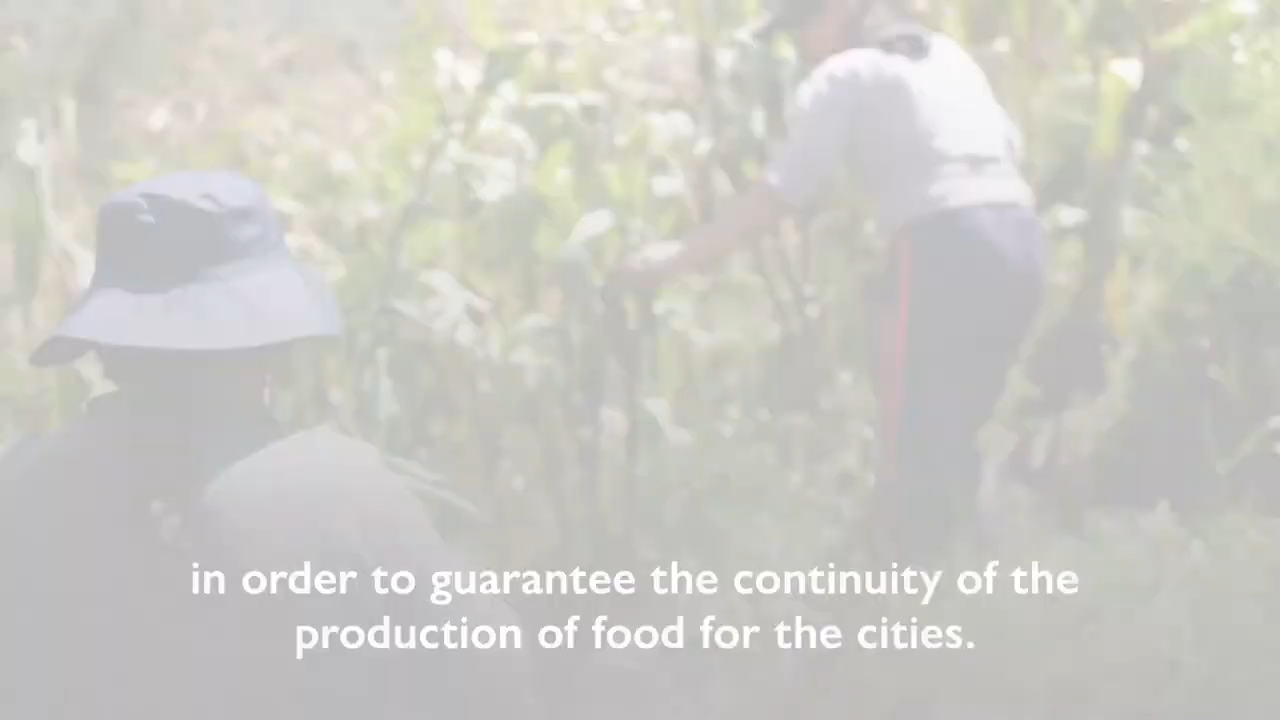 in order to guarantee the continuity of the
production of food for the cities.